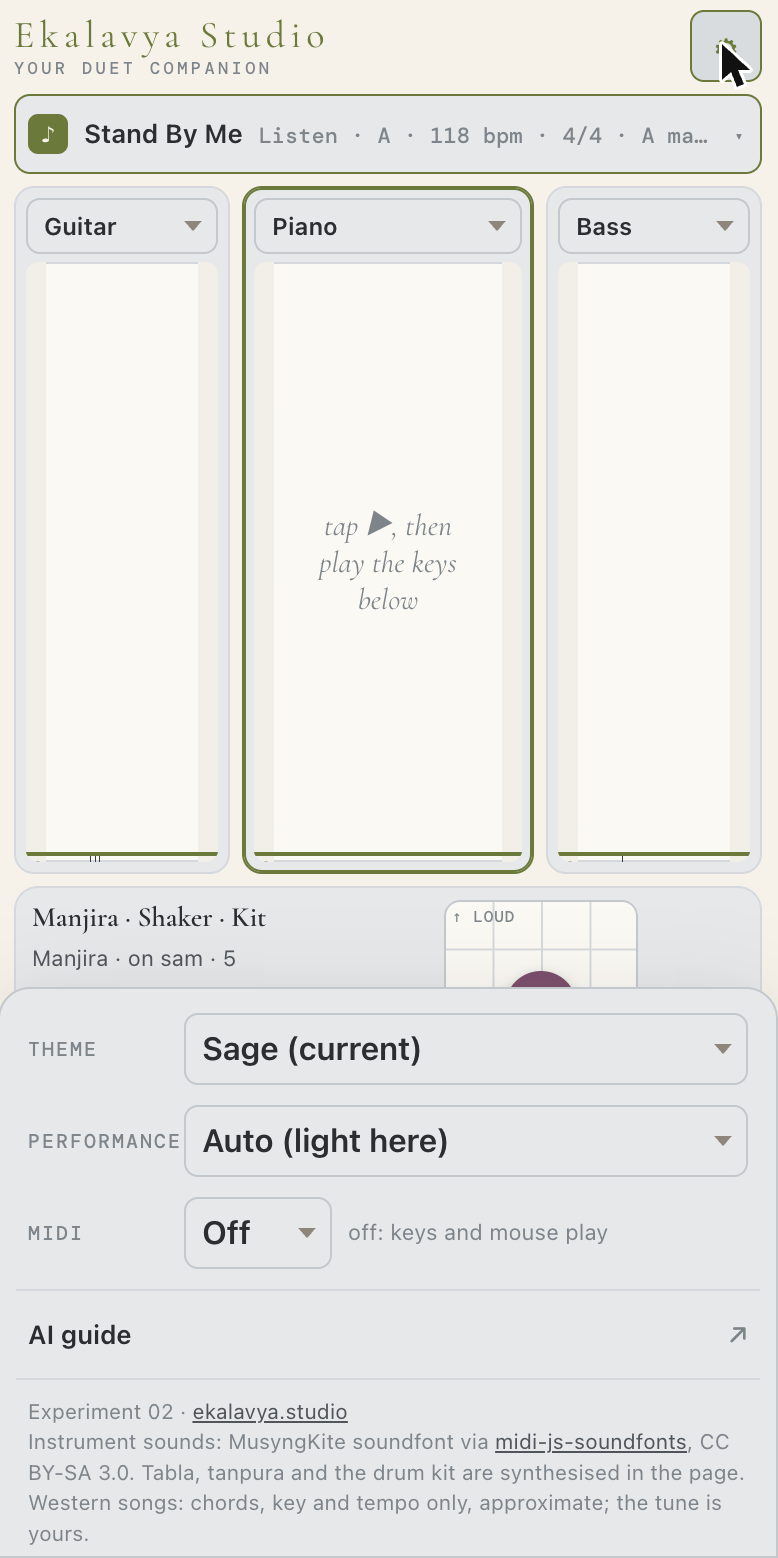 Ekalavya Studio
YOUR DUET COMPANION
♪ Stand By Me Listen · A · 118 bpm · 4/4 · A ma…
Guitar
Piano
Bass
tap ▶, then
play the keys
below
Manjira · Shaker · Kit
Manjira · on sam · 5
↑ LOUD
THEME Sage (current)
PERFORMANCE Auto (light here)
MIDI Off off: keys and mouse play
AI guide ↗
Experiment 02 · ekalavya.studio
Instrument sounds: MusyngKite soundfont via midi-js-soundfonts, CC
BY-SA 3.0. Tabla, tanpura and the drum kit are synthesised in the page.
Western songs: chords, key and tempo only, approximate; the tune is
yours.